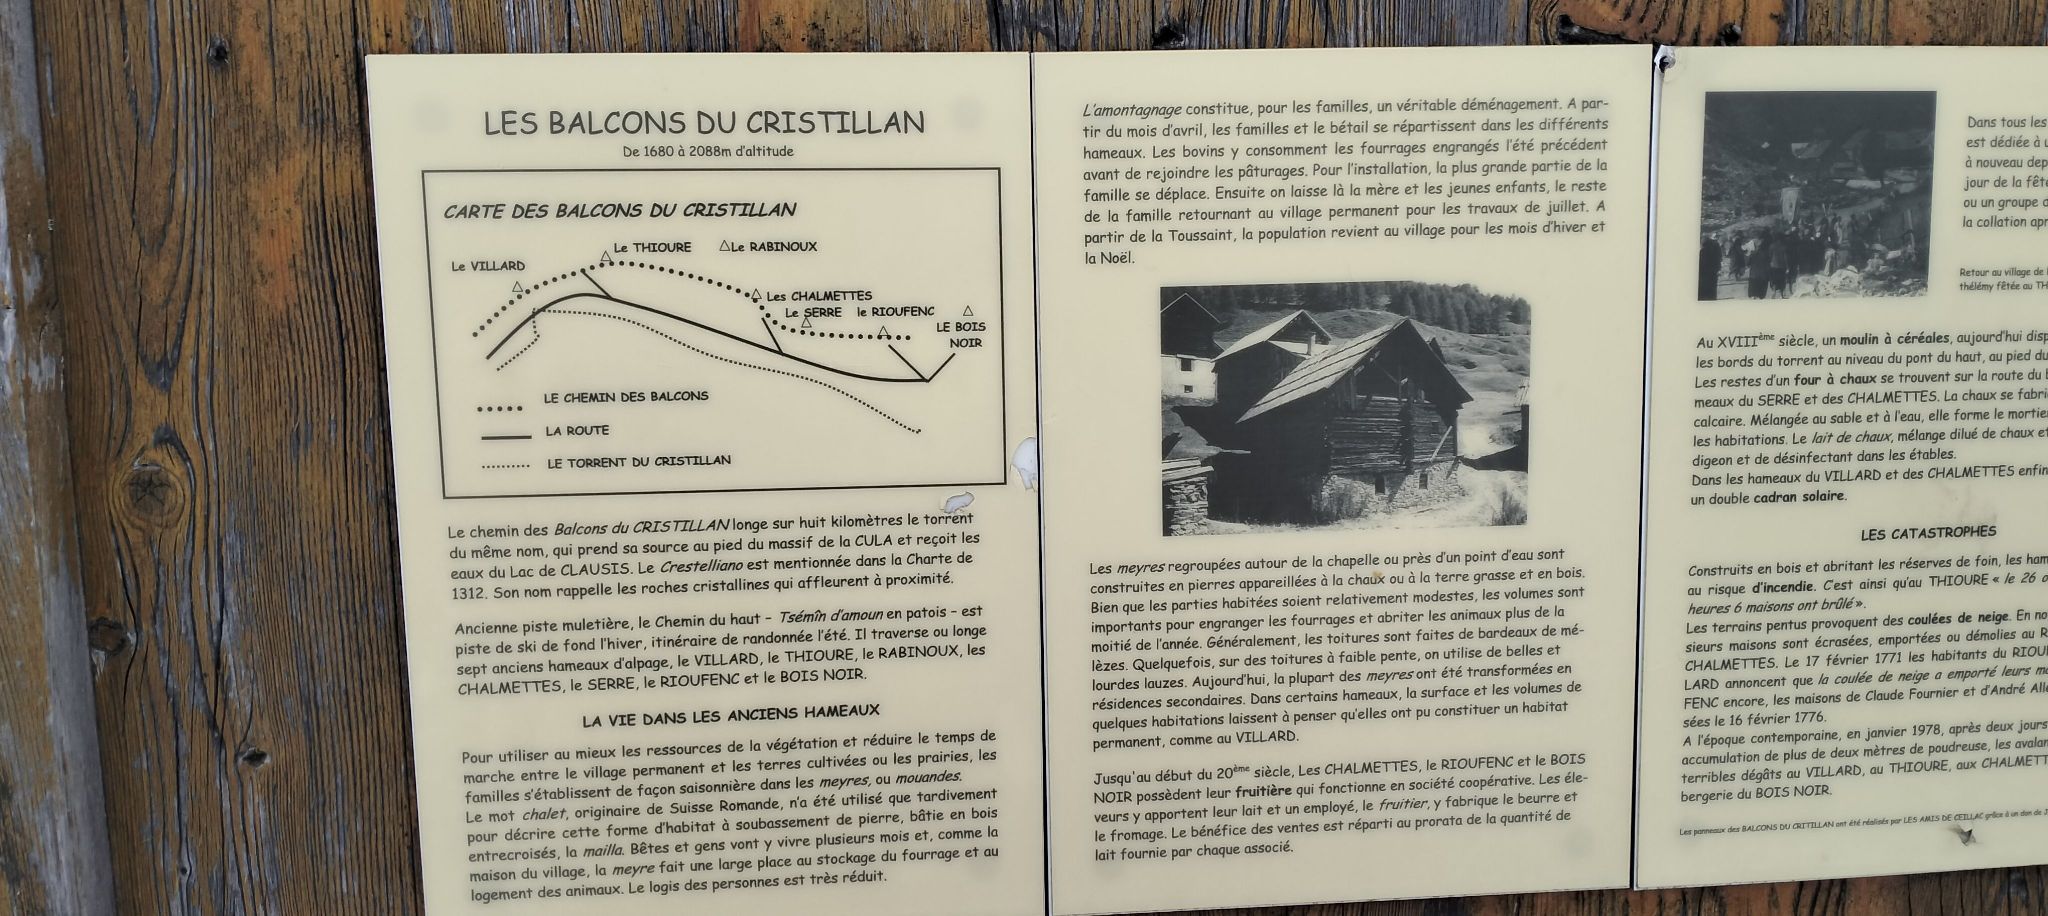 LES BALCONS DU CRISTILLAN
De 1680 à 2088m d'altitude
CARTE DES BALCONS DU CRISTILLAN
Le THIOURE
Le RABINOUX
Le VILLARD
Les CHALMETTES
Le SERRE
le RIOUFENC
LE BOIS
NOIR
LE CHEMIN DES BALCONS
LA ROUTE
LE TORRENT DU CRISTILLAN
Le chemin des Balcons du CRISTILLAN longe sur huit kilomètres le torrent
du même nom, qui prend sa source au pied du massif de la CULA et reçoit les
eaux du Lac de CLAUSIS. Le Crestelliano est mentionnée dans la Charte de
1312. Son nom rappelle les roches cristallines qui affleurent à proximité.
Ancienne piste muletière, le Chemin du haut – Tsémîn d'amoun en patois – est
piste de ski de fond l'hiver, itinéraire de randonnée l'été. Il traverse ou longe
sept anciens hameaux d'alpage, le VILLARD, le THIOURE, le RABINOUX, les
CHALMETTES, le SERRE, le RIOUFENC et le BOIS NOIR.
LA VIE DANS LES ANCIENS HAMEAUX
Pour utiliser au mieux les ressources de la végétation et réduire le temps de
marche entre le village permanent et les terres cultivées ou les prairies, les
familles s'établissent de façon saisonnière dans les meyres, ou mouandes.
Le mot chalet, originaire de Suisse Romande, n'a été utilisé que tardivement
pour décrire cette forme d'habitat à soubassement de pierre, bâtie en bois
entrecroisés, la mailla. Bêtes et gens vont y vivre plusieurs mois et, comme la
maison du village, la meyre fait une large place au stockage du fourrage et au
logement des animaux. Le logis des personnes est très réduit.
L'amontagnage constitue, pour les familles, un véritable déménagement. A par-
tir du mois d'avril, les familles et le bétail se répartissent dans les différents
hameaux. Les bovins y consomment les fourrages engrangés l'été précédent
avant de rejoindre les pâturages. Pour l'installation, la plus grande partie de la
famille se déplace. Ensuite on laisse là la mère et les jeunes enfants, le reste
de la famille retournant au village permanent pour les travaux de juillet. A
partir de la Toussaint, la population revient au village pour les mois d'hiver et
la Noël.
Les meyres regroupées autour de la chapelle ou près d'un point d'eau sont
construites en pierres appareillées à la chaux ou à la terre grasse et en bois.
Bien que les parties habitées soient relativement modestes, les volumes sont
importants pour engranger les fourrages et abriter les animaux plus de la
moitié de l'année. Généralement, les toitures sont faites de bardeaux de mé-
lèzes. Quelquefois, sur des toitures à faible pente, on utilise de belles et
lourdes lauzes. Aujourd'hui, la plupart des meyres ont été transformées en
résidences secondaires. Dans certains hameaux, la surface et les volumes de
quelques habitations laissent à penser qu'elles ont pu constituer un habitat
permanent, comme au VILLARD.
Jusqu'au début du 20ème siècle, Les CHALMETTES, le RIOUFENC et le BOIS
NOIR possèdent leur fruitière qui fonctionne en société coopérative. Les éle-
veurs y apportent leur lait et un employé, le fruitier, y fabrique le beurre et
le fromage. Le bénéfice des ventes est réparti au prorata de la quantité de
lait fournie par chaque associé.
Dans tous les
est dédiée à
à nouveau
jour de la
ou un groupe
la collation
Retour au village de
thélémy fêtée au
Au XVIIIème siècle, un moulin à céréales, aujourd'hui
les bords du torrent au niveau du pont du haut, au pied du
Les restes d'un four à chaux se trouvent sur la route du
meaux du SERRE et des CHALMETTES. La chaux se
calcaire. Mélangée au sable et à l'eau, elle forme le mortier
les habitations. Le lait de chaux, mélange dilué de chaux et
digeon et de désinfectant dans les étables.
Dans les hameaux du VILLARD et des CHALMETTES
un double cadran solaire.
LES CATASTROPHES
Construits en bois et abritant les réserves de foin, les
au risque d'incendie. C'est ainsi qu'au THIOURE « le 26
heures 6 maisons ont brûlé ».
Les terrains pentus provoquent des coulées de neige. En
sieurs maisons sont écrasées, emportées ou démolies au
CHALMETTES. Le 17 février 1771 les habitants du
LARD annoncent que la coulée de neige a emporté leurs
FENC encore, les maisons de Claude Fournier et d'André
sées le 16 février 1776.
A l'époque contemporaine, en janvier 1978, après deux jours
accumulation de plus de deux mètres de poudreuse, les
terribles dégâts au VILLARD, au THIOURE, aux
bergerie du BOIS NOIR.
Les panneaux des BALCONS DU CRITILLAN ont été réalisés par LES AMIS DE CEILLAC grâce à un don de